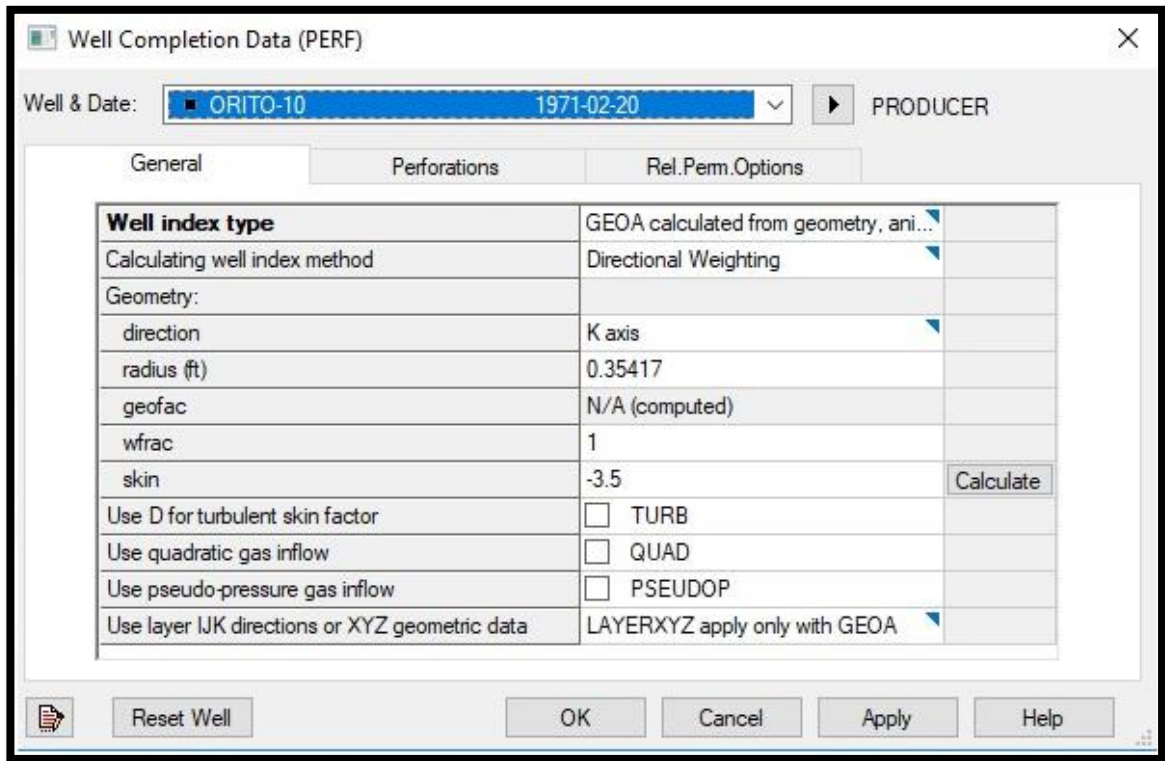 Well Completion Data (PERF)
Well & Date: ORITO-10 1971-02-20 PRODUCER
General Perforations Rel.Perm.Options
Well index type GEOA calculated from geometry, ani...
Calculating well index method Directional Weighting
Geometry:
direction K axis
radius (ft) 0.35417
geofac N/A (computed)
wfrac 1
skin -3.5 Calculate
Use D for turbulent skin factor TURB
Use quadratic gas inflow QUAD
Use pseudo-pressure gas inflow PSEUDOP
Use layer IJK directions or XYZ geometric data LAYERXYZ apply only with GEOA
Reset Well OK Cancel Apply Help